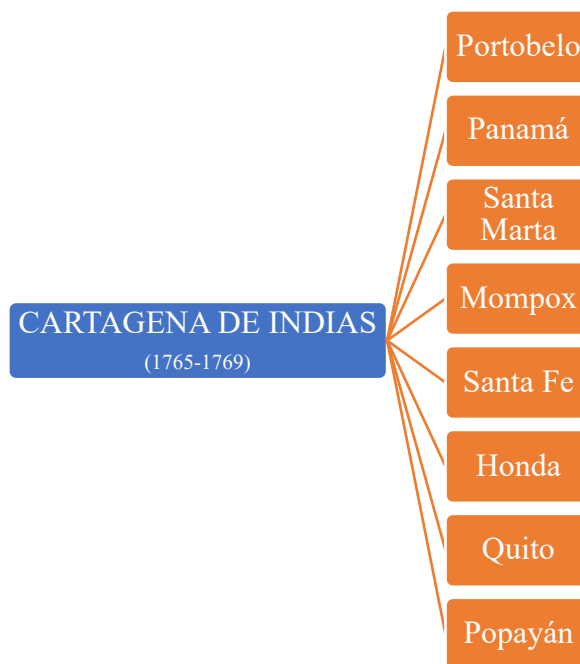 Portobelo
Panamá
Santa
Marta
Mompox
CARTAGENA DE INDIAS
(1765-1769)
Santa Fe
Honda
Quito
Popayán